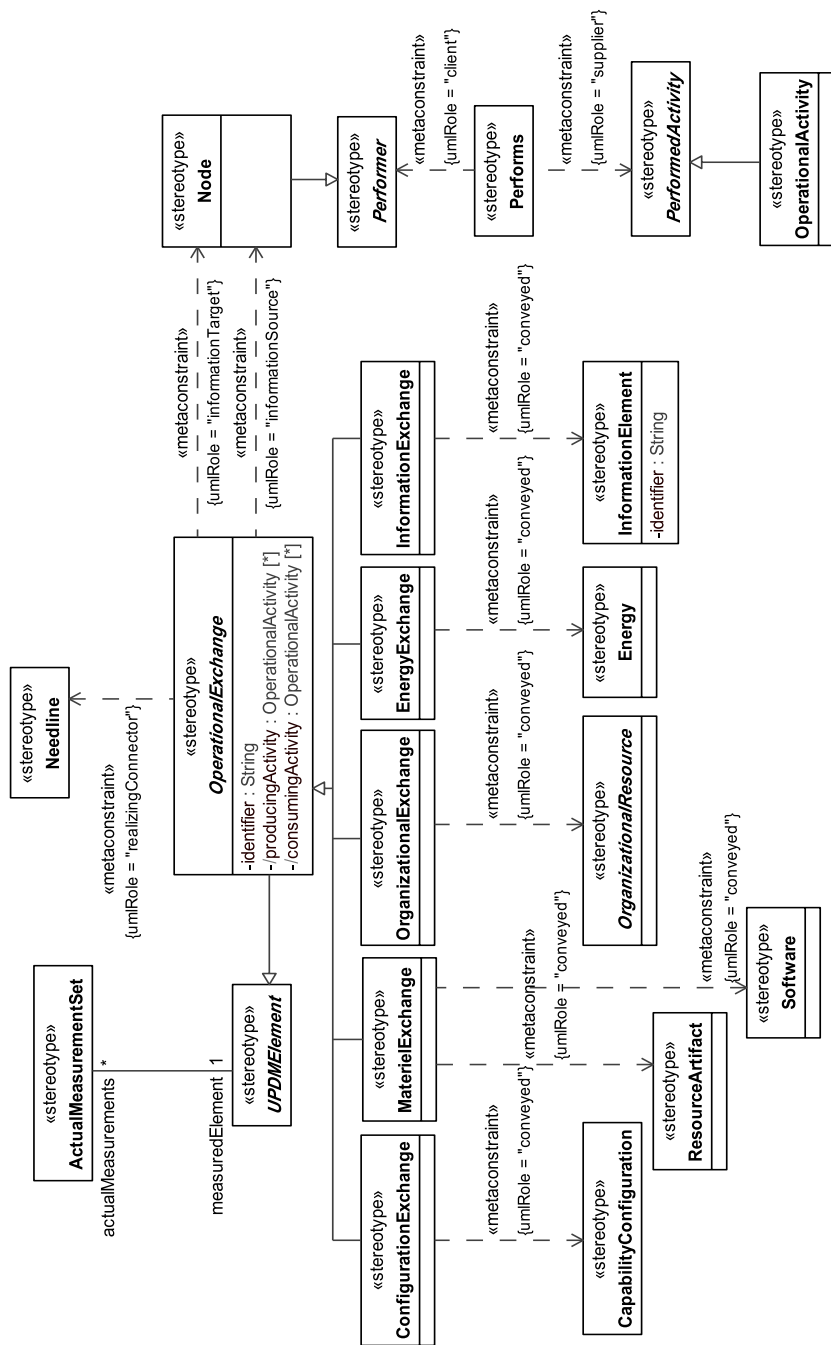 «stereotype»
ActualMeasurementSet
actualMeasurements *
measuredElement 1
«stereotype»
UPDMElement
«stereotype»
Needline
«metaconstraint»
{umlRole = "realizingConnector"}
«stereotype»
OperationalExchange
-identifier : String
-/producingActivity : OperationalActivity [*]
-/consumingActivity : OperationalActivity [*]
«metaconstraint»
{umlRole = "informationTarget"}
«metaconstraint»
{umlRole = "informationSource"}
«stereotype»
Node
«stereotype»
Performer
«metaconstraint»
{umlRole = "client"}
«stereotype»
Performs
«metaconstraint»
{umlRole = "supplier"}
«stereotype»
PerformedActivity
«stereotype»
OperationalActivity
«stereotype»
ConfigurationExchange
«stereotype»
MaterielExchange
«stereotype»
OrganizationalExchange
«stereotype»
EnergyExchange
«stereotype»
InformationExchange
«metaconstraint»
{umlRole = "conveyed"}
«metaconstraint»
{umlRole = "conveyed"}
«metaconstraint»
{umlRole = "conveyed"}
«metaconstraint»
{umlRole = "conveyed"}
«metaconstraint»
{umlRole = "conveyed"}
«metaconstraint»
{umlRole = "conveyed"}
«stereotype»
CapabilityConfiguration
«stereotype»
ResourceArtifact
«stereotype»
Software
«stereotype»
OrganizationalResource
«stereotype»
Energy
«stereotype»
InformationElement
-identifier : String